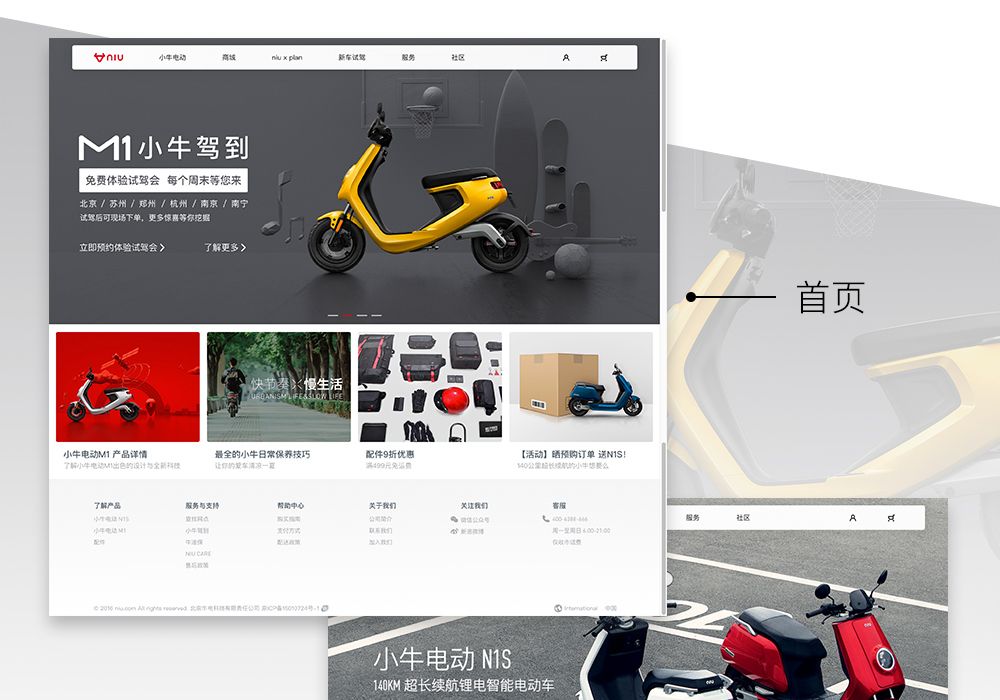 niu
小牛电动 商城 niu x plan 新车试驾 服务 社区
M1 小牛驾到
免费体验试驾会 每个周末等您来
北京 / 苏州 / 郑州 / 杭州 / 南京 / 南宁
试驾后可现场下单，更多惊喜等你挖掘
立即预约体验试驾会 了解更多
首页
快节奏×慢生活
URBANISM LIFE&SLOW LIFE
小牛电动M1 产品详情
了解小牛电动M1出色的设计与全新科技
最全的小牛日常保养技巧
让你的爱车清凉一夏
配件9折优惠
满499元免运费
【活动】晒预购订单 送N1S!
140公里超长续航的小牛想要么
了解产品 服务与支持 帮助中心 关于我们 关注我们 客服
小牛电动 N1S 查找网点 购买指南 公司简介 微信公众号 400-6388-666
小牛电动 M1 小牛驾到 支付方式 联系我们 新浪微博 周一至周日 6:00-21:00
配件 牛油保 配送政策 加入我们 仅收市话费
NIU CARE
售后政策
© 2016 niu.com All rights reserved. 北京牛电科技有限责任公司 京ICP备15010724号-1
International 中国
服务 社区
小牛电动 N1S
140KM 超长续航锂电智能电动车